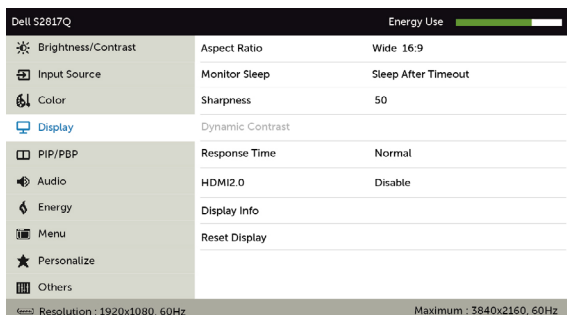 Dell S2817Q Energy Use
Brightness/Contrast Aspect Ratio Wide 16:9
Input Source Monitor Sleep Sleep After Timeout
Color Sharpness 50
Display Dynamic Contrast
PIP/PBP Response Time Normal
Audio HDMI2.0 Disable
Energy Display Info
Menu Reset Display
Personalize
Others
Resolution : 1920x1080, 60Hz Maximum : 3840x2160, 60Hz